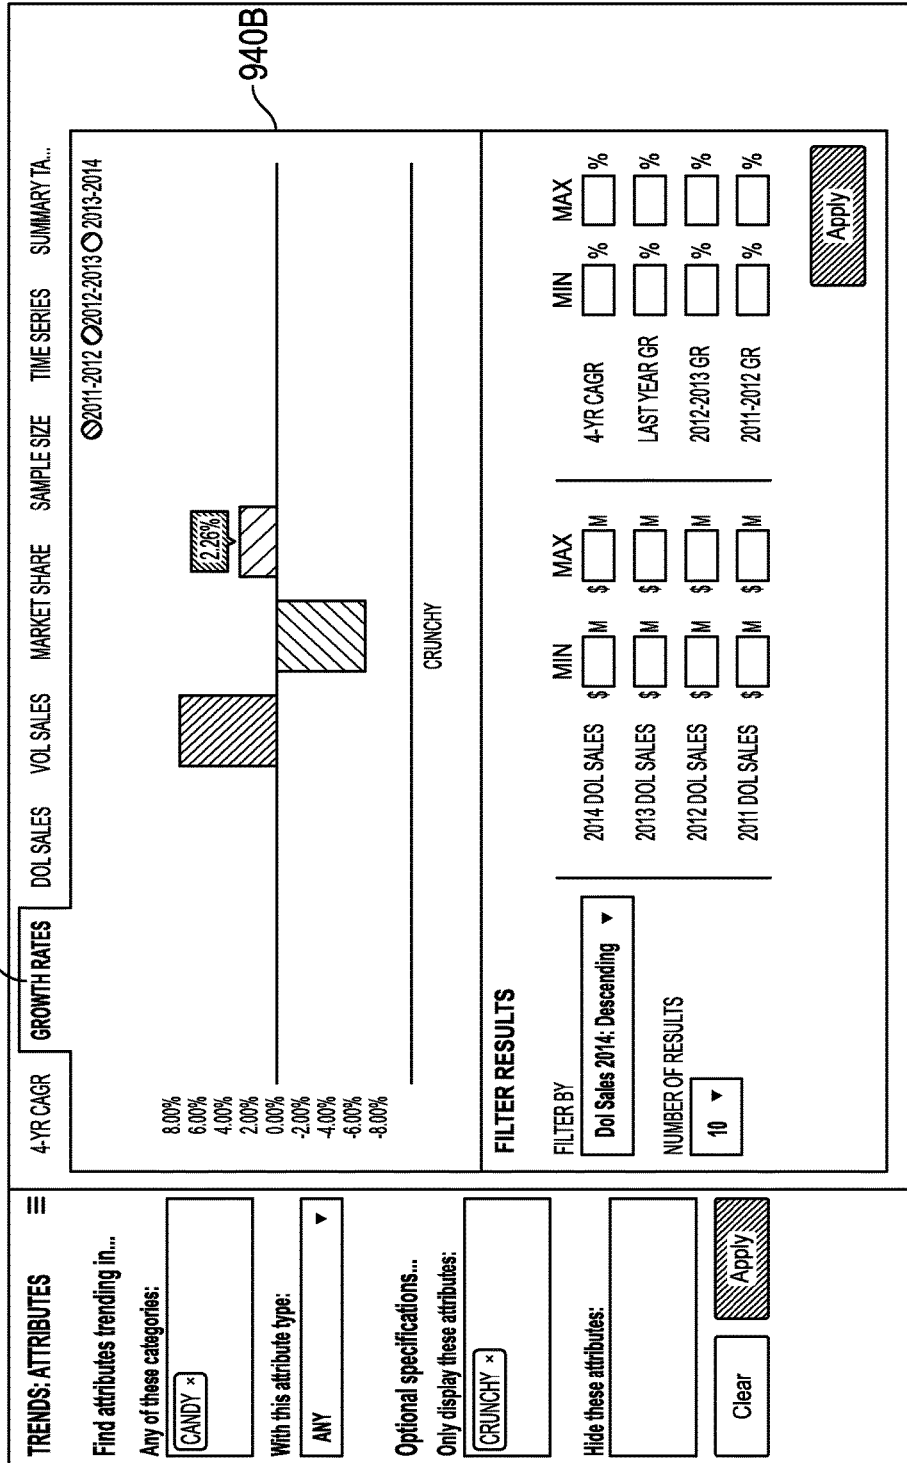 TRENDS: ATTRIBUTES
Find attributes trending in...
Any of these categories:
CANDY ×
With this attribute type:
ANY ▼
Optional specifications...
Only display these attributes:
CRUNCHY ×
Hide these attributes:
Clear Apply
4-YR CAGR GROWTH RATES DOL SALES VOL SALES MARKET SHARE SAMPLE SIZE TIME SERIES SUMMARY TA...
2011-2012 2012-2013 2013-2014
8.00%
6.00%
4.00%
2.00%
0.00%
-2.00%
-4.00%
-6.00%
-8.00%
2.26%
CRUNCHY
940B
FILTER RESULTS
FILTER BY
Dol Sales 2014: Descending ▼
NUMBER OF RESULTS
10 ▼
MIN MAX
2014 DOL SALES $ M $ M
2013 DOL SALES $ M $ M
2012 DOL SALES $ M $ M
2011 DOL SALES $ M $ M
MIN MAX
4-YR CAGR % %
LAST YEAR GR % %
2012-2013 GR % %
2011-2012 GR % %
Apply